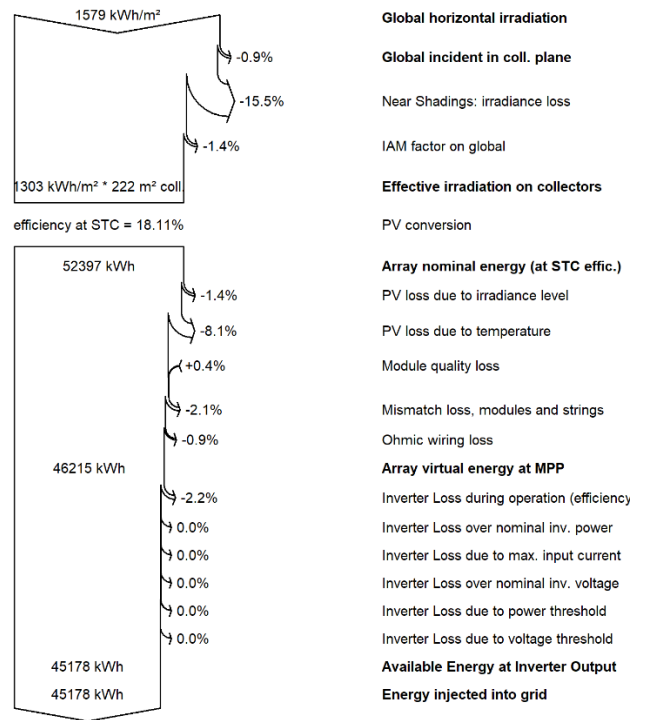 1579 kWh/m² Global horizontal irradiation
-0.9% Global incident in coll. plane
-15.5% Near Shadings: irradiance loss
-1.4% IAM factor on global
1303 kWh/m² * 222 m² coll. Effective irradiation on collectors
efficiency at STC = 18.11% PV conversion
52397 kWh Array nominal energy (at STC effic.)
-1.4% PV loss due to irradiance level
-8.1% PV loss due to temperature
+0.4% Module quality loss
-2.1% Mismatch loss, modules and strings
-0.9% Ohmic wiring loss
46215 kWh Array virtual energy at MPP
-2.2% Inverter Loss during operation (efficiency
0.0% Inverter Loss over nominal inv. power
0.0% Inverter Loss due to max. input current
0.0% Inverter Loss over nominal inv. voltage
0.0% Inverter Loss due to power threshold
0.0% Inverter Loss due to voltage threshold
45178 kWh Available Energy at Inverter Output
45178 kWh Energy injected into grid